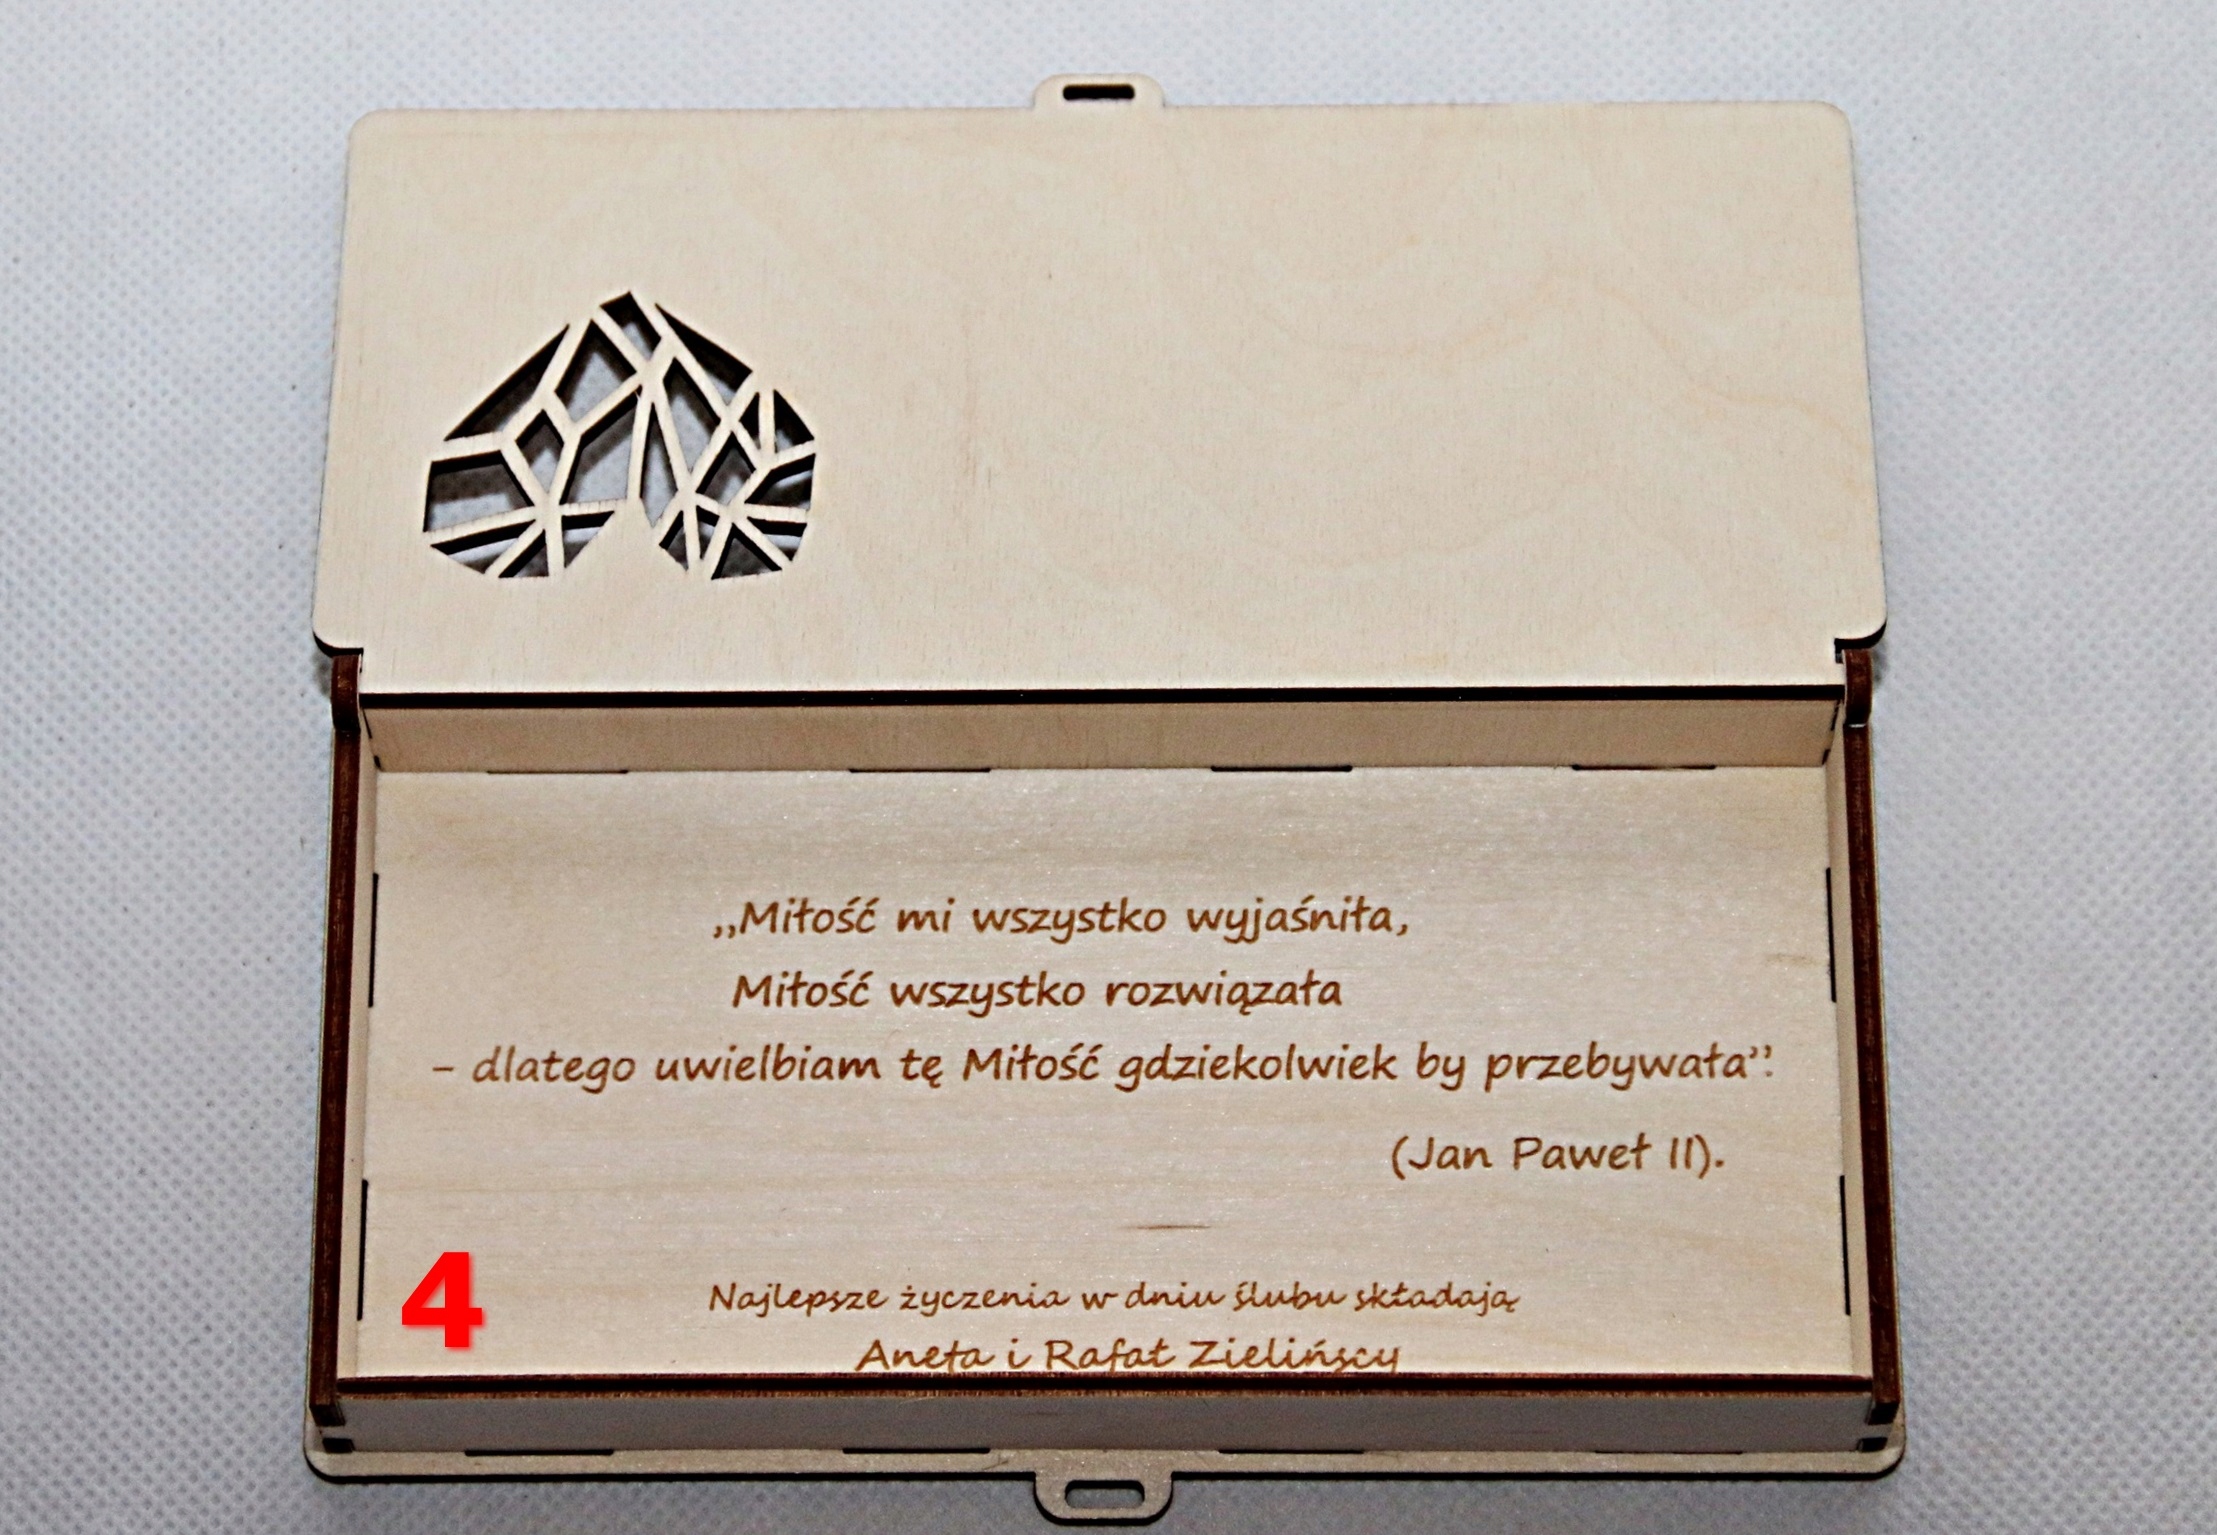 „Miłość mi wszystko wyjaśniła,
Miłość wszystko rozwiązała
- dlatego uwielbiam tę Miłość gdziekolwiek by przebywała”.
(Jan Paweł II).
4
Najlepsze życzenia w dniu ślubu składają
Aneta i Rafał Zielińscy